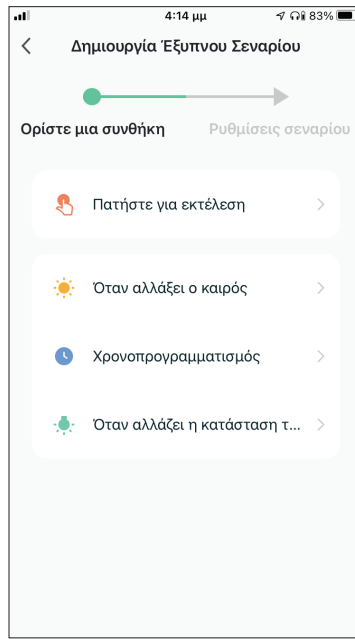 4:14 μμ 83%
Δημιουργία Έξυπνου Σεναρίου
Ορίστε μια συνθήκη Ρυθμίσεις σεναρίου
Πατήστε για εκτέλεση
Όταν αλλάξει ο καιρός
Χρονοπρογραμματισμός
Όταν αλλάζει η κατάσταση τ...